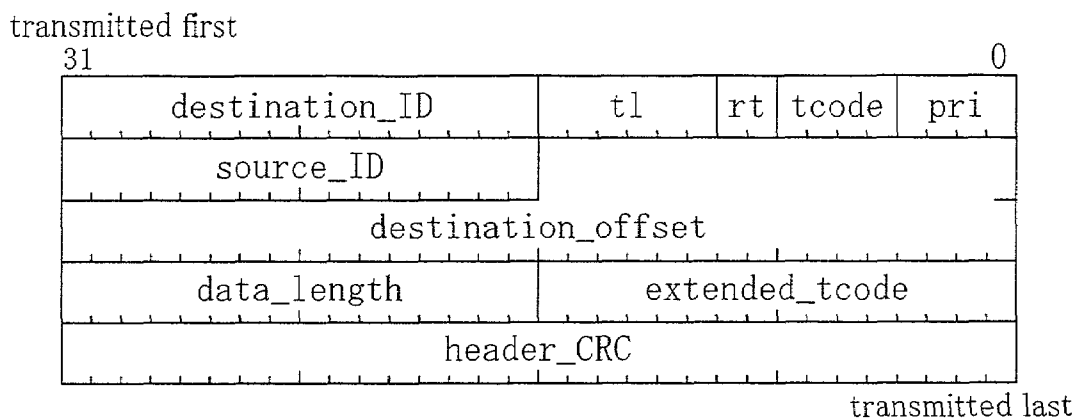 transmitted first
31 0
destination_ID tl rt tcode pri
source_ID
destination_offset
data_length extended_tcode
header_CRC
transmitted last